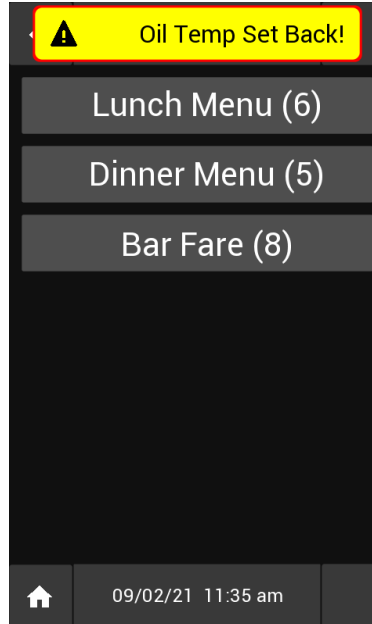 Oil Temp Set Back!
Lunch Menu (6)
Dinner Menu (5)
Bar Fare (8)
09/02/21 11:35 am